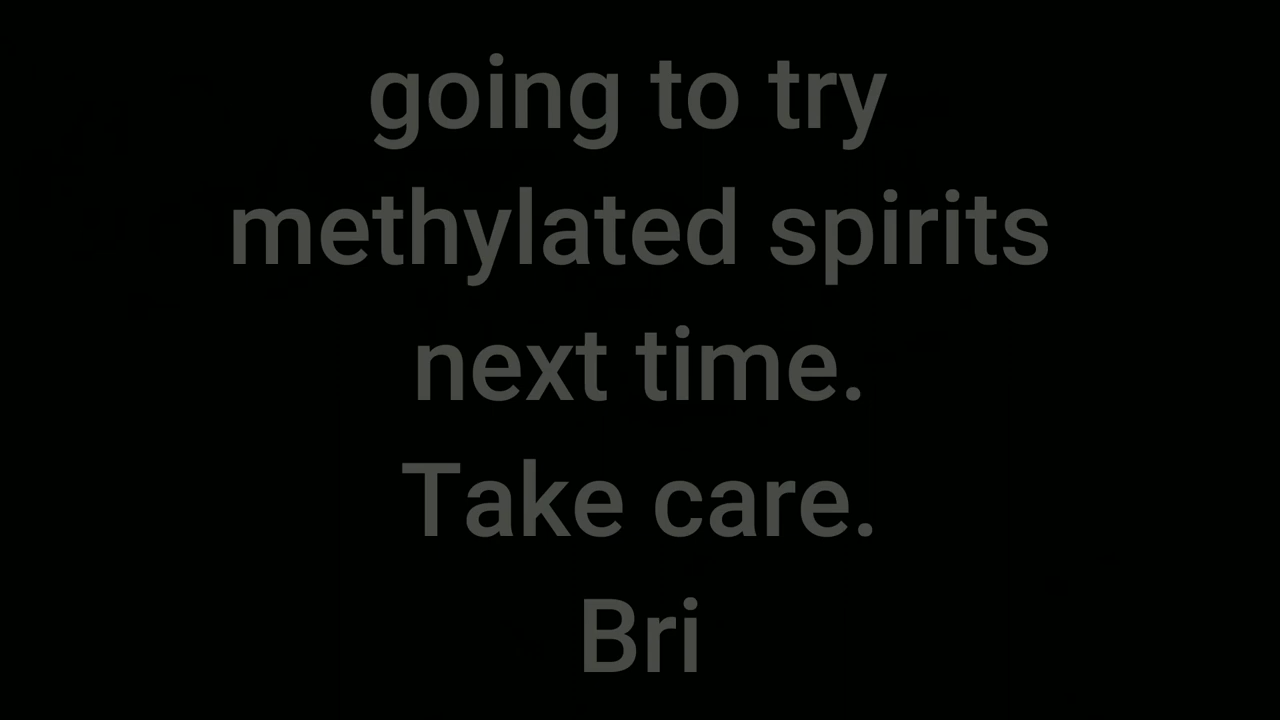 going to try
methylated spirits
next time.
Take care.
Bri